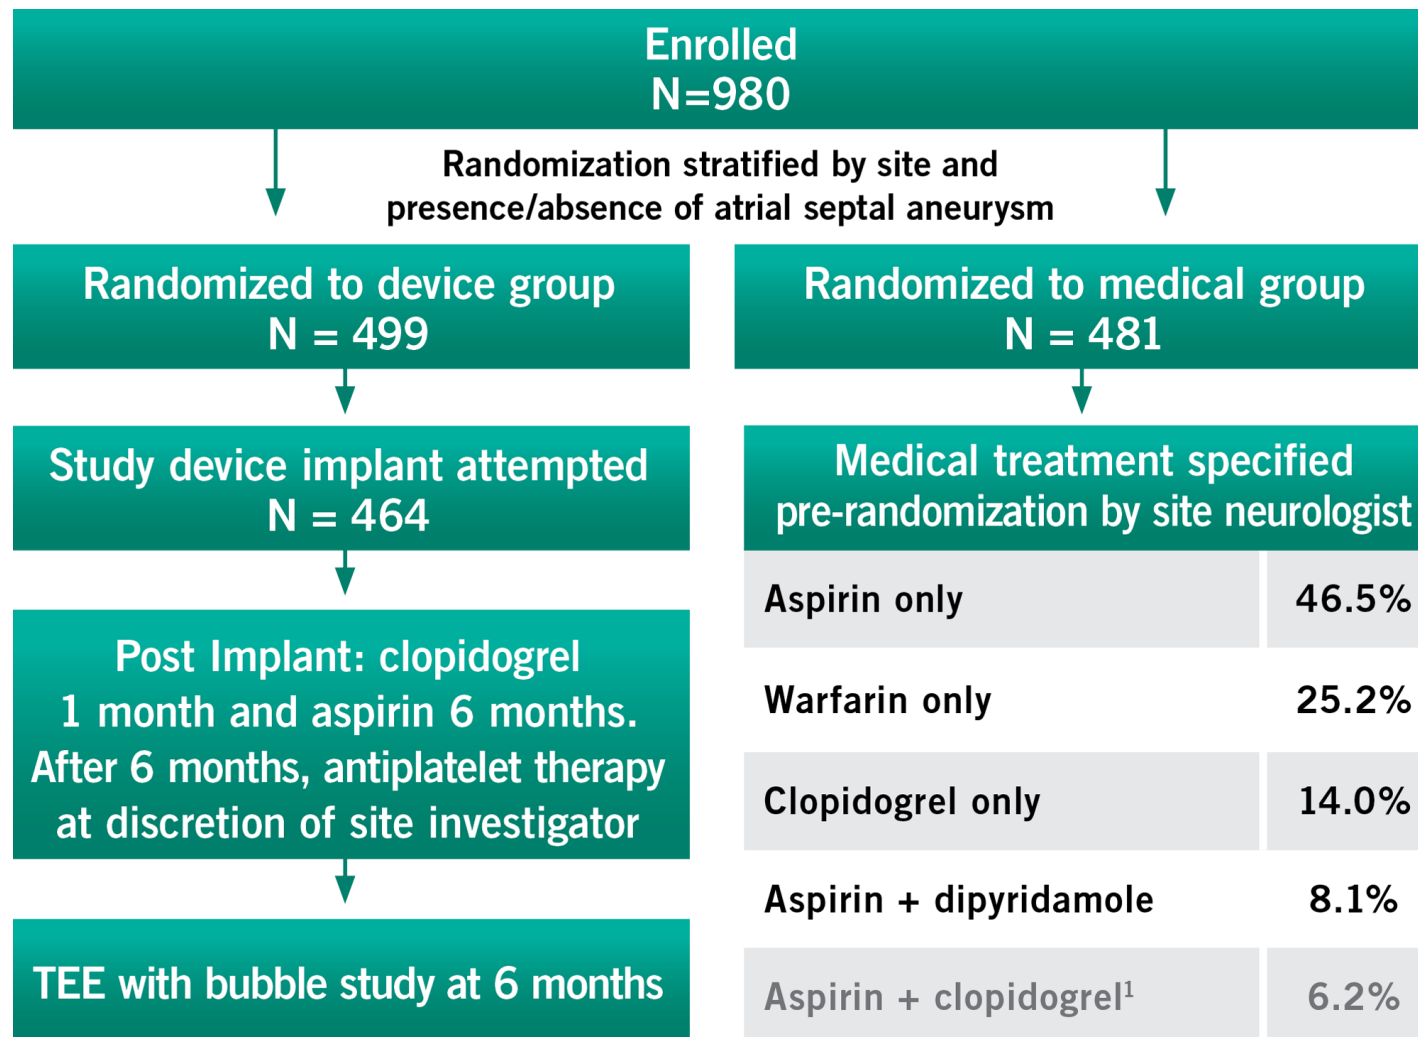 Enrolled
N=980
Randomization stratified by site and
presence/absence of atrial septal aneurysm
Randomized to device group
N = 499
Study device implant attempted
N = 464
Post Implant: clopidogrel
1 month and aspirin 6 months.
After 6 months, antiplatelet therapy
at discretion of site investigator
TEE with bubble study at 6 months
Randomized to medical group
N = 481
Medical treatment specified
pre-randomization by site neurologist
Aspirin only 46.5%
Warfarin only 25.2%
Clopidogrel only 14.0%
Aspirin + dipyridamole 8.1%
Aspirin + clopidogrel¹ 6.2%